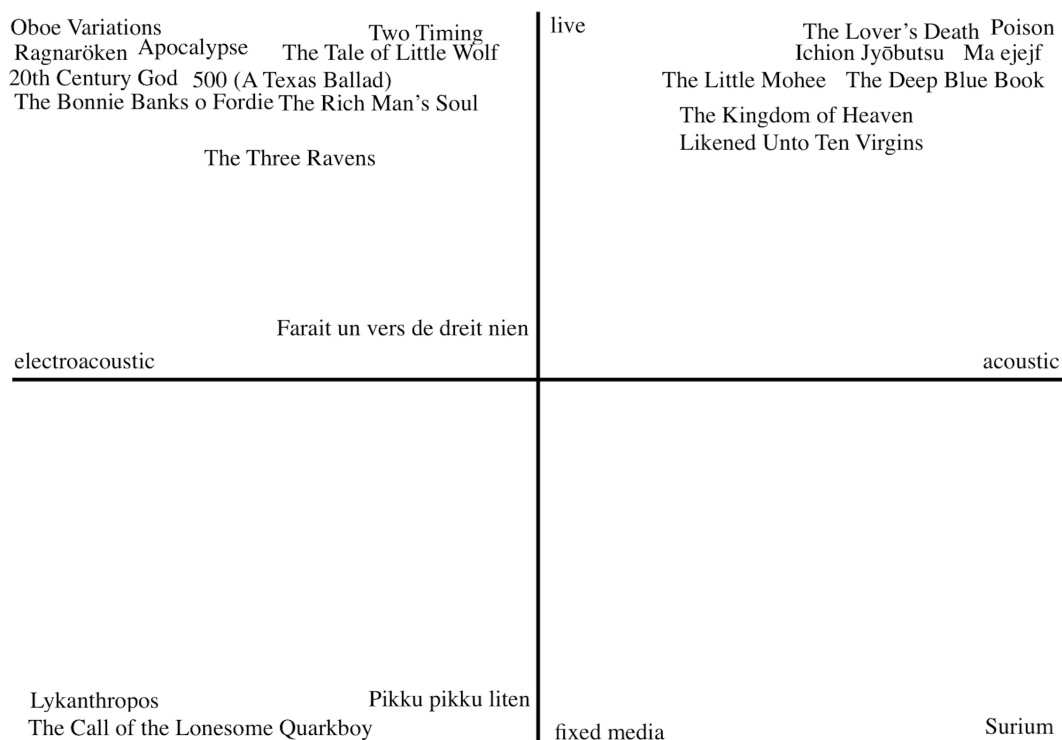 Oboe Variations
Two Timing
live
The Lover's Death
Poison
Ragnaröken
Apocalypse
The Tale of Little Wolf
Ichion Jyōbutsu
Ma ejejf
20th Century God
500 (A Texas Ballad)
The Little Mohee
The Deep Blue Book
The Bonnie Banks o Fordie
The Rich Man's Soul
The Kingdom of Heaven
Likened Unto Ten Virgins
The Three Ravens
Farait un vers de dreit nien
electroacoustic
acoustic
Lykanthropos
Pikku pikku liten
The Call of the Lonesome Quarkboy
fixed media
Surium